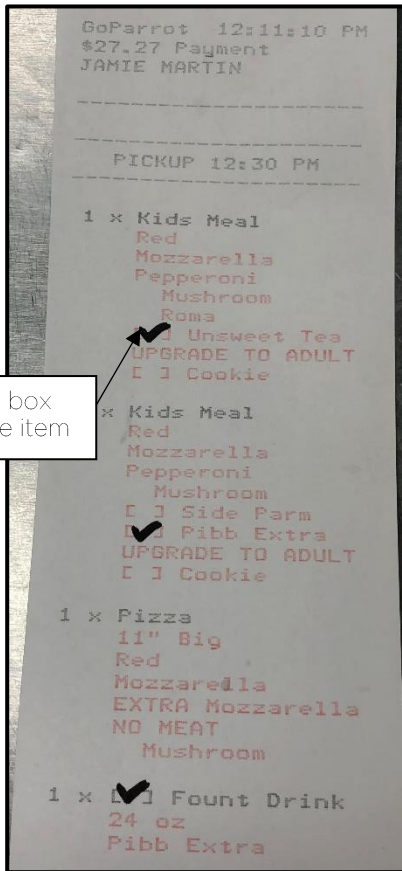 GoParrot 12:11:10 PM
$27.27 Payment
JAMIE MARTIN
PICKUP 12:30 PM
1 x Kids Meal
Red
Mozzarella
Pepperoni
Mushroom
Roma
[ ] Unsweet Tea
UPGRADE TO ADULT
[ ] Cookie
box
e item
x Kids Meal
Red
Mozzarella
Pepperoni
Mushroom
[ ] Side Parm
[ ] Pibb Extra
UPGRADE TO ADULT
[ ] Cookie
1 x Pizza
11" Big
Red
Mozzarella
EXTRA Mozzarella
NO MEAT
Mushroom
1 x [ ] Fount Drink
24 oz
Pibb Extra